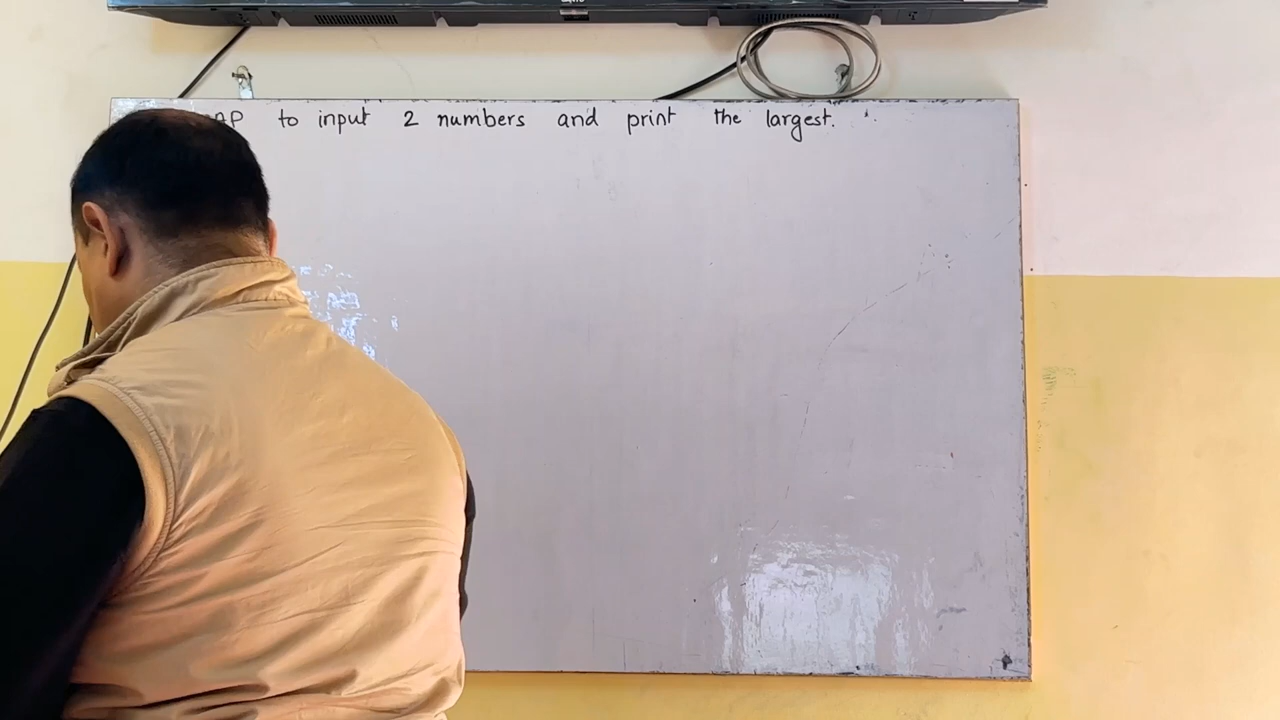 to input 2 numbers and print the largest.